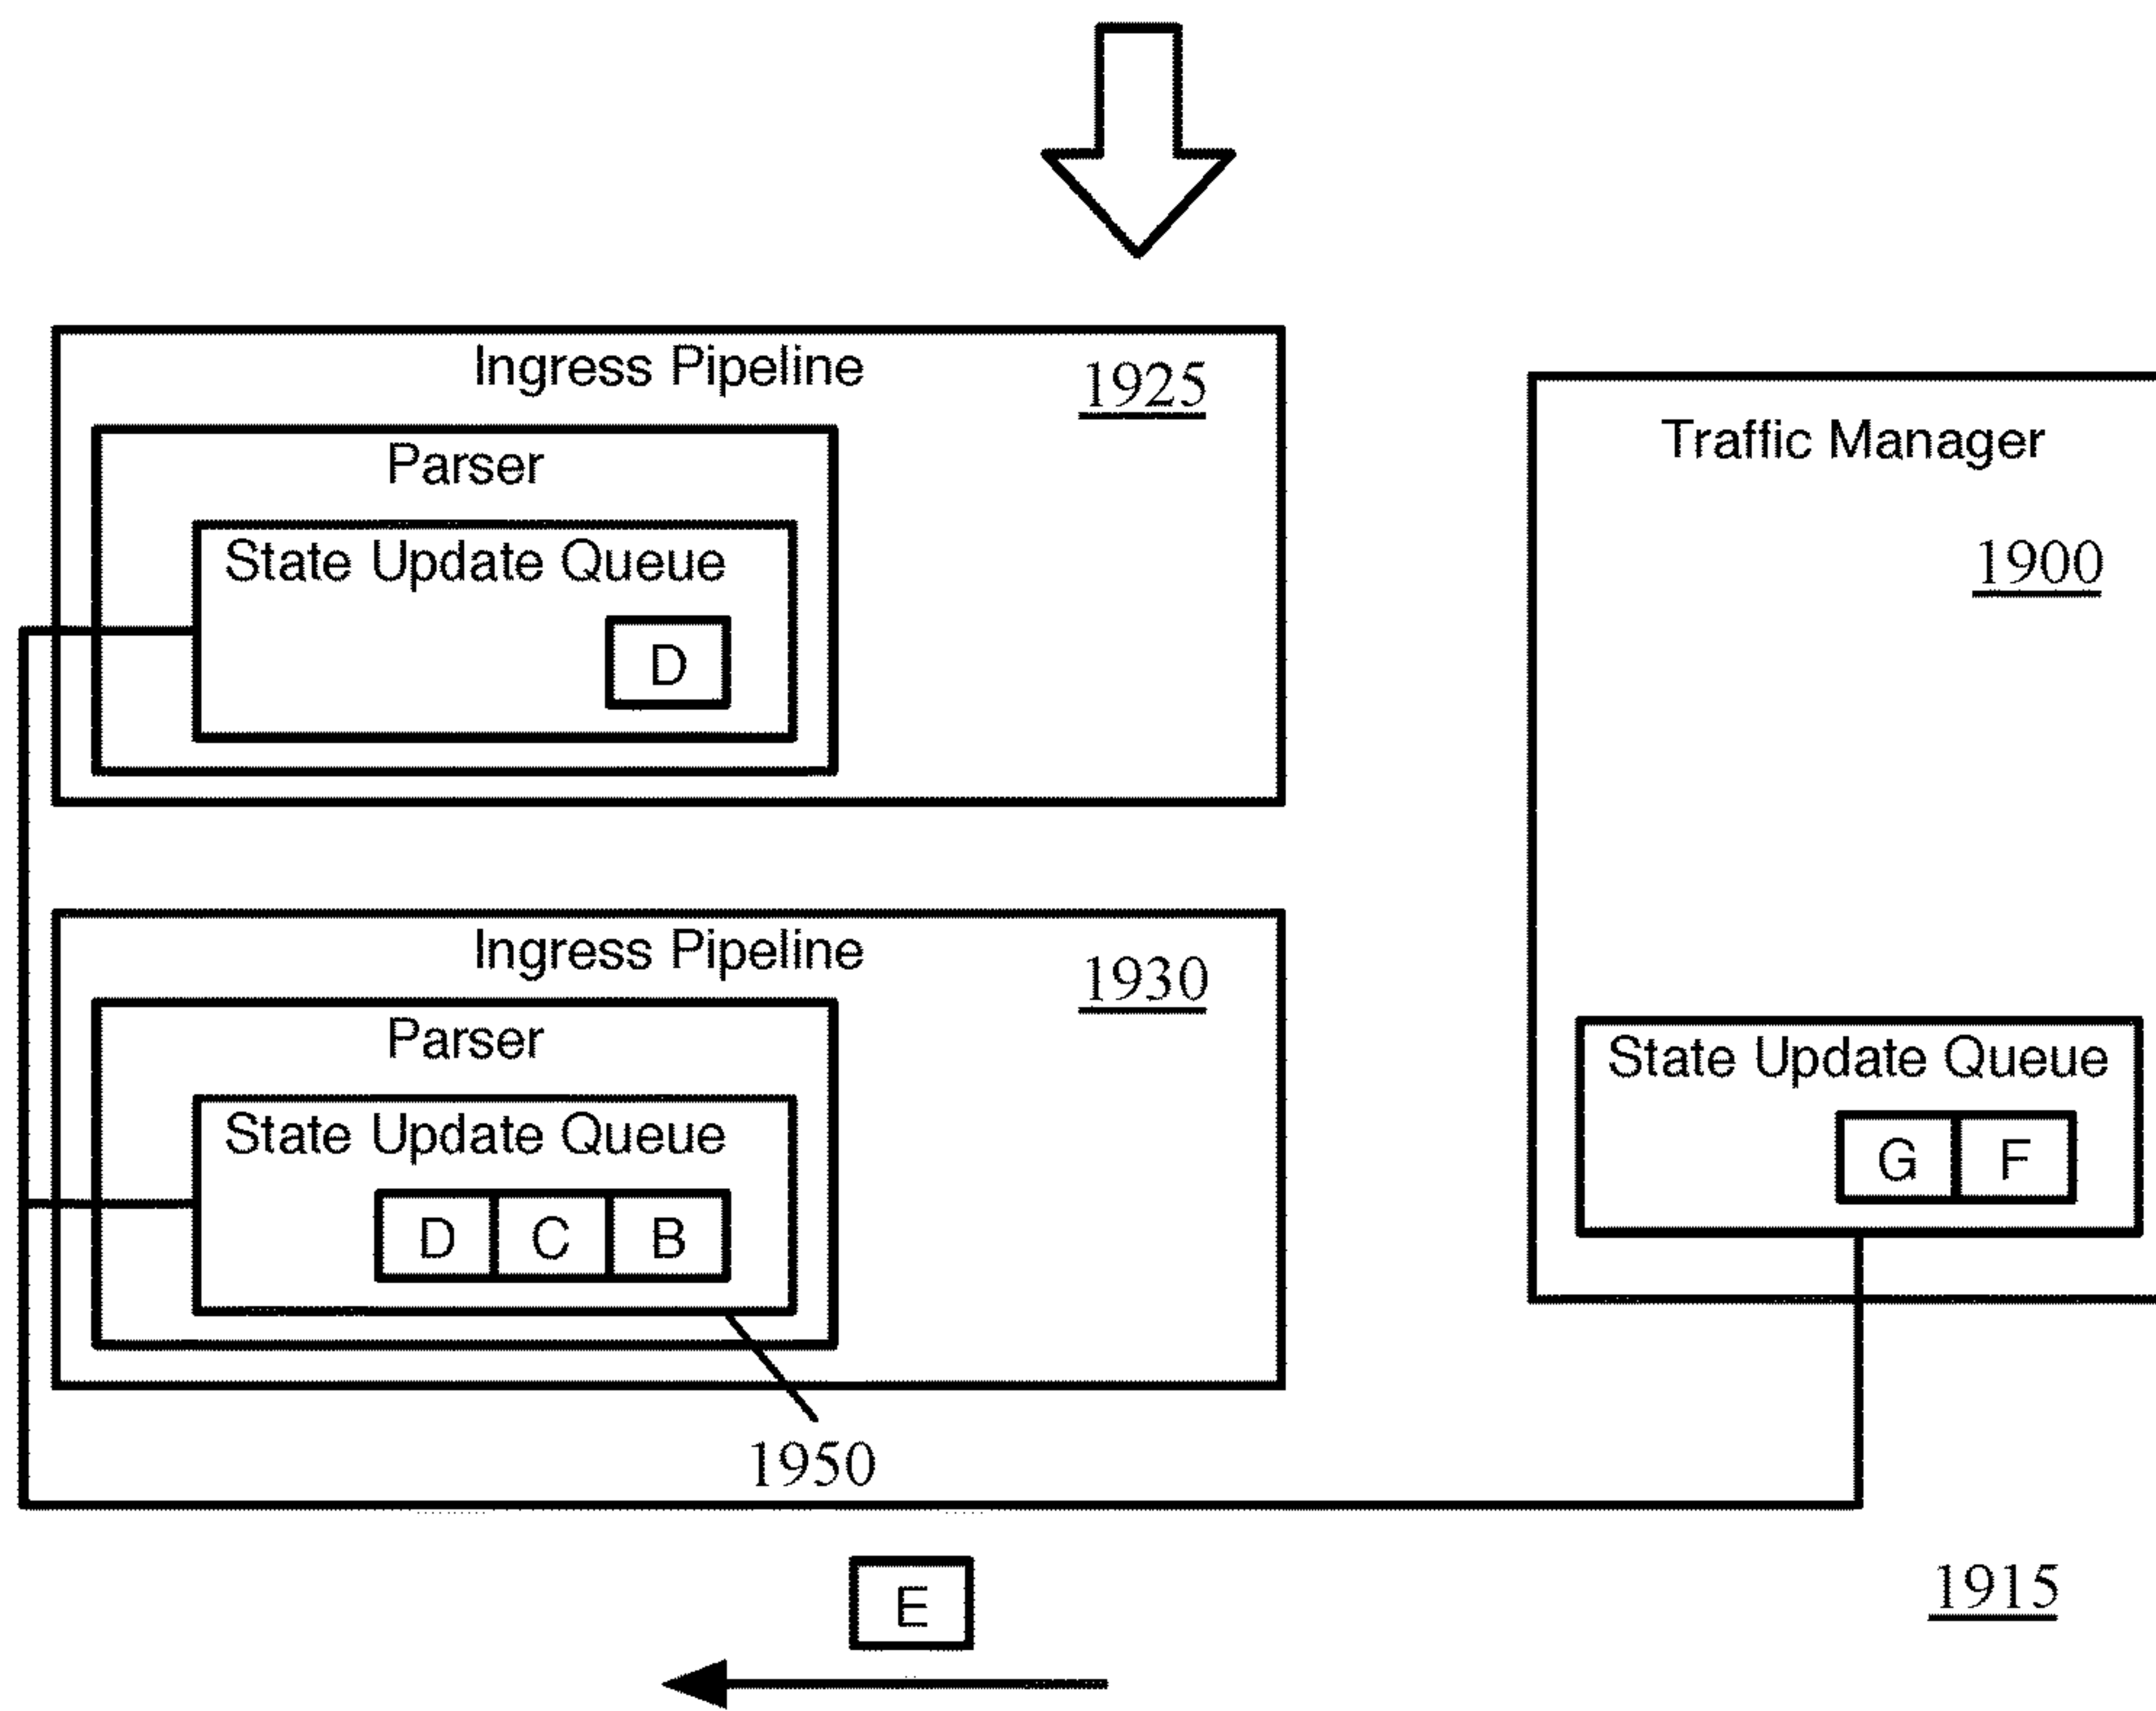 Ingress Pipeline
1925
Parser
State Update Queue
D
Traffic Manager
1900
Ingress Pipeline
1930
Parser
State Update Queue
D C B
1950
State Update Queue
G F
E
1915